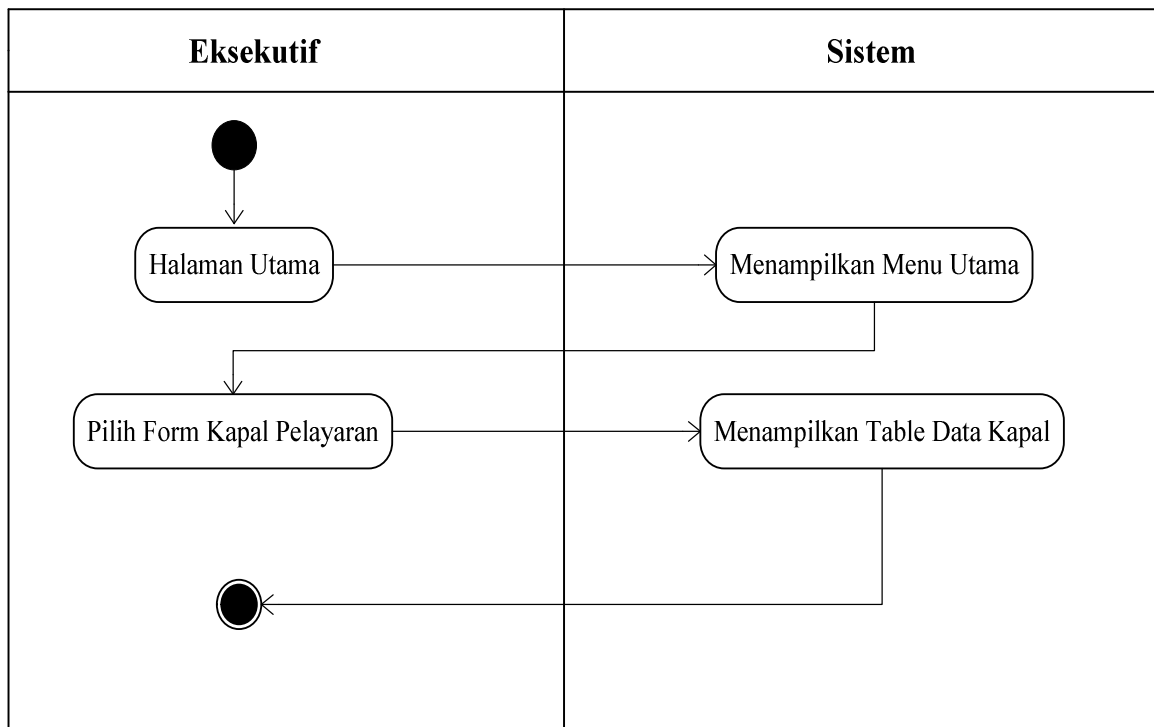 Eksekutif
Sistem
Halaman Utama
Menampilkan Menu Utama
Pilih Form Kapal Pelayaran
Menampilkan Table Data Kapal